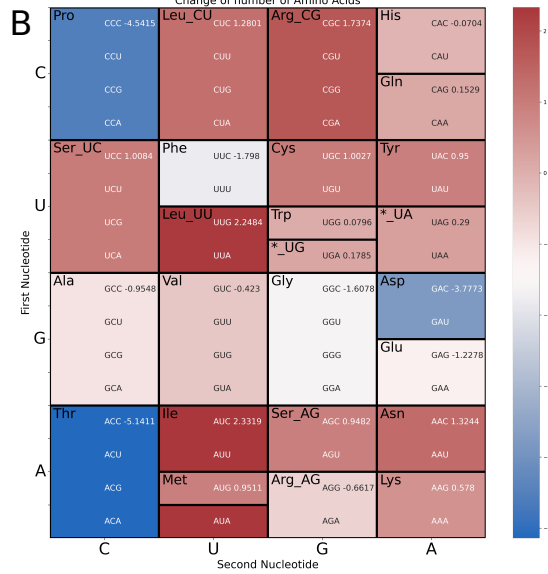 B
Change of number of Amino Acids
Pro Leu_CU Arg_CG His
CCC -4.5415 CUC 1.2801 CGC 1.7374 CAC -0.0704
CCU CUU CGU CAU
Gln
CCG CUG CGG CAG 0.1529
CCA CUA CGA CAA
Ser_UC Phe Cys Tyr
UCC 1.0084 UUC -1.798 UGC 1.0027 UAC 0.95
UCU UUU UGU UAU
Leu_UU Trp *_UA
UCG UUG 2.2484 UGG 0.0796 UAG 0.29
*_UG
UCA UUA UGA 0.1785 UAA
Ala Val Gly Asp
GCC -0.9548 GUC -0.423 GGC -1.6078 GAC -3.7773
GCU GUU GGU GAU
Glu
GCG GUG GGG GAG -1.2278
GCA GUA GGA GAA
Thr Ile Ser_AG Asn
ACC -5.1411 AUC 2.3319 AGC 0.9482 AAC 1.3244
ACU AUU AGU AAU
Met Arg_AG Lys
ACG AUG 0.9511 AGG -0.6617 AAG 0.578
ACA AUA AGA AAA
C
U
G
A
First Nucleotide
C U G A
Second Nucleotide
2
1
0